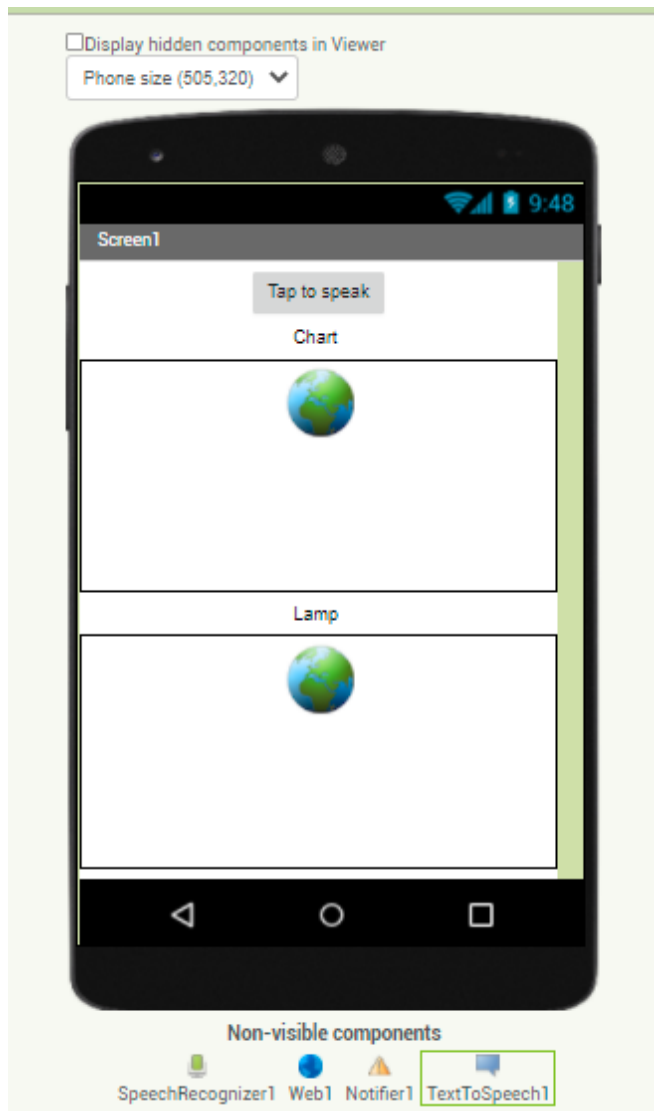 Display hidden components in Viewer
Phone size (505,320)
9:48
Screen1
Tap to speak
Chart
Lamp
Non-visible components
SpeechRecognizer1 Web1 Notifier1 TextToSpeech1